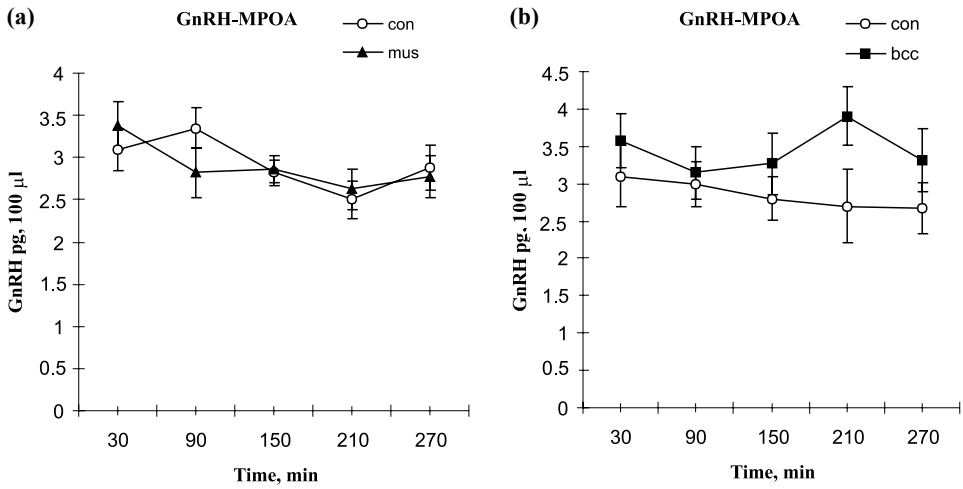 (a)
GnRH-MPOA
con
mus
4
3.5
3
2.5
2
1.5
1
0.5
0
GnRH pg, 100 μl
30 90 150 210 270
Time, min
(b)
GnRH-MPOA
con
bcc
4.5
4
3.5
3
2.5
2
1.5
1
0.5
0
GnRH pg, 100 μl
30 90 150 210 270
Time, min